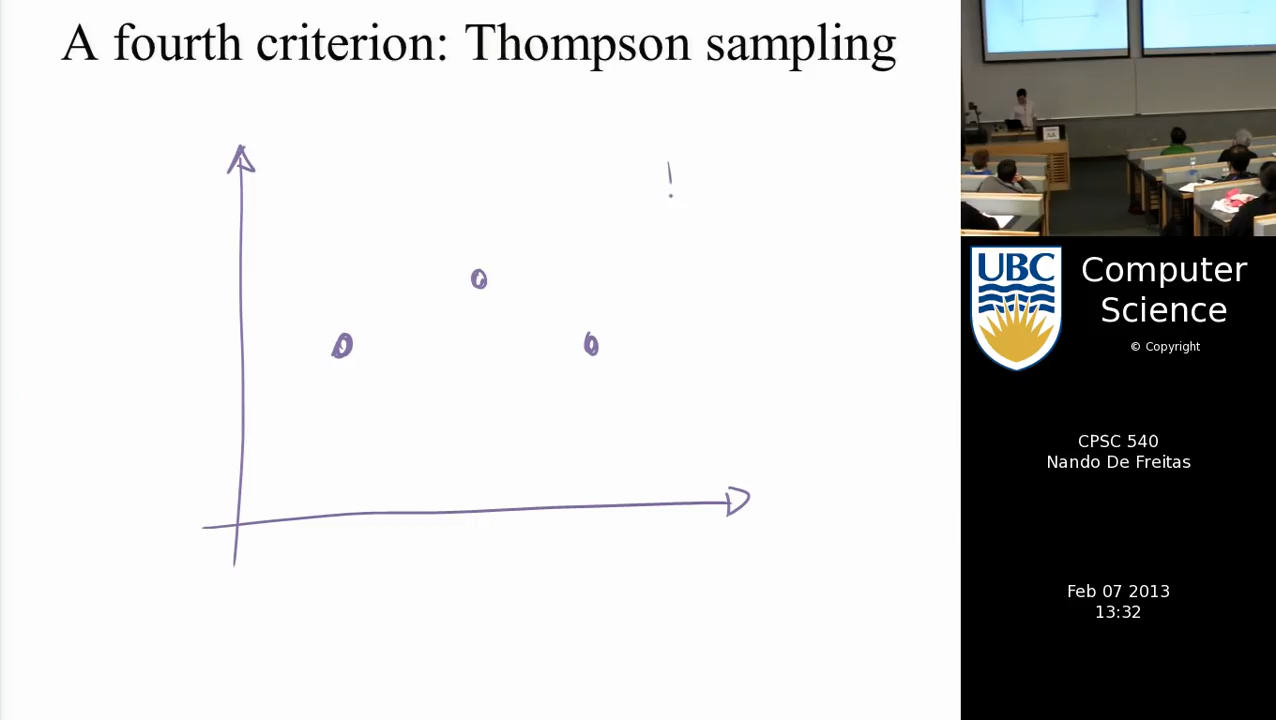 A fourth criterion: Thompson sampling
!
UBC
Computer
Science
© Copyright
CPSC 540
Nando De Freitas
Feb 07 2013
13:32